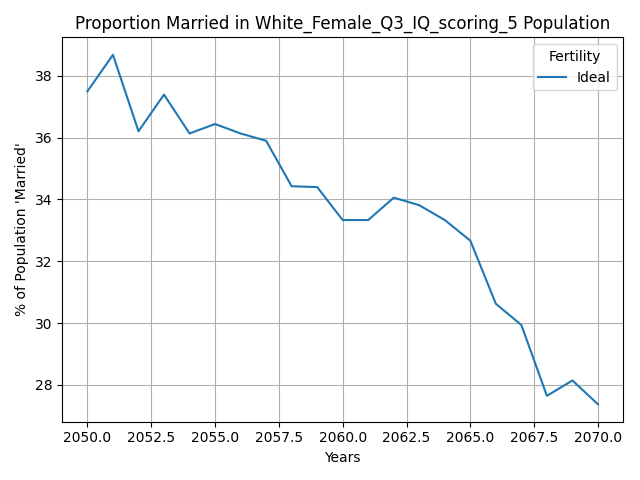 Proportion Married in White_Female_Q3_IQ_scoring_5 Population
Fertility
Ideal
38
36
34
32
30
28
% of Population 'Married'
2050.0 2052.5 2055.0 2057.5 2060.0 2062.5 2065.0 2067.5 2070.0
Years